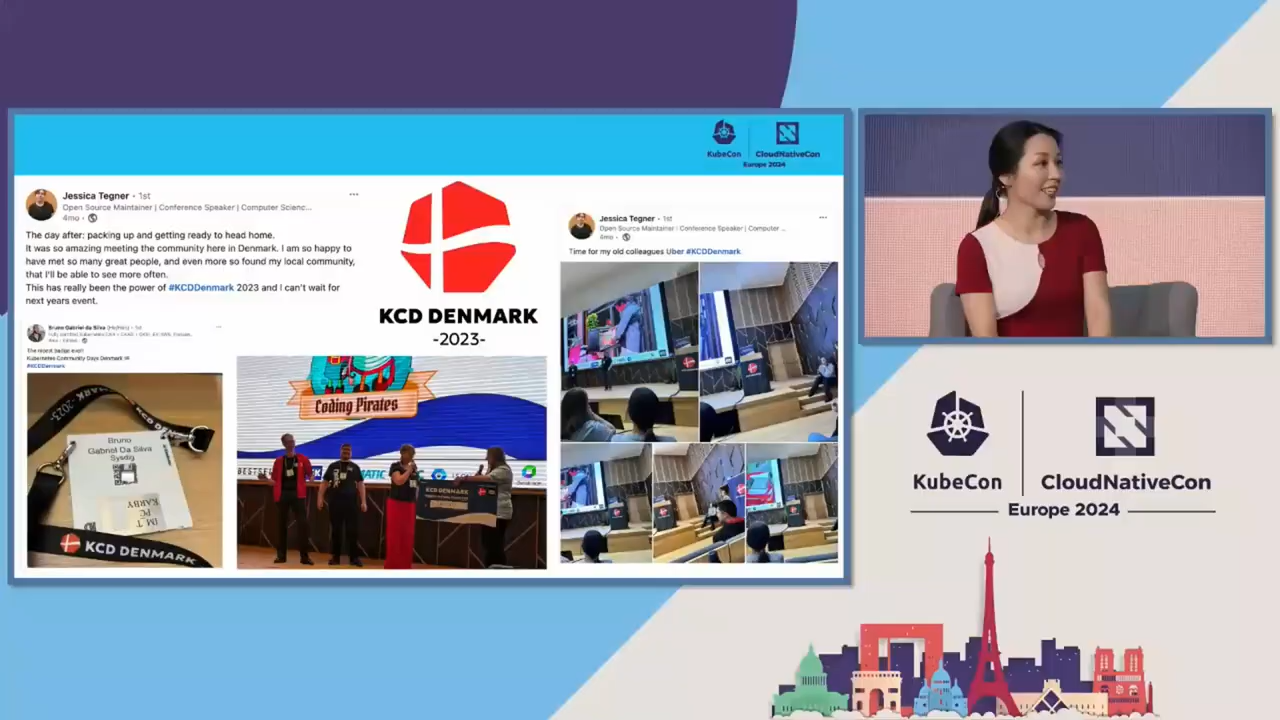 KubeCon
CloudNativeCon
Europe 2024
Jessica Tegner · 1st
Open Source Maintainer | Conference Speaker | Computer Scienc...
4mo ·
The day after: packing up and getting ready to head home.
It was so amazing meeting the community here in Denmark. I am so happy to
have met so many great people, and even more so found my local community,
that I'll be able to see more often.
This has really been the power of #KCDDenmark 2023 and I can't wait for
next years event.
Bruno Gabriel da Silva
The nicest badge ever!
Kubernetes Community Days Denmark
#KCDDenmark
Bruno
Gabriel Da Silva
Sysdig
KCD DENMARK
KCD DENMARK
-2023-
Coding Pirates
KCD DENMARK
Jessica Tegner · 1st
Open Source Maintainer | Conference Speaker | Computer ...
4mo ·
Time for my old colleagues Uber #KCDDenmark
KubeCon
CloudNativeCon
Europe 2024